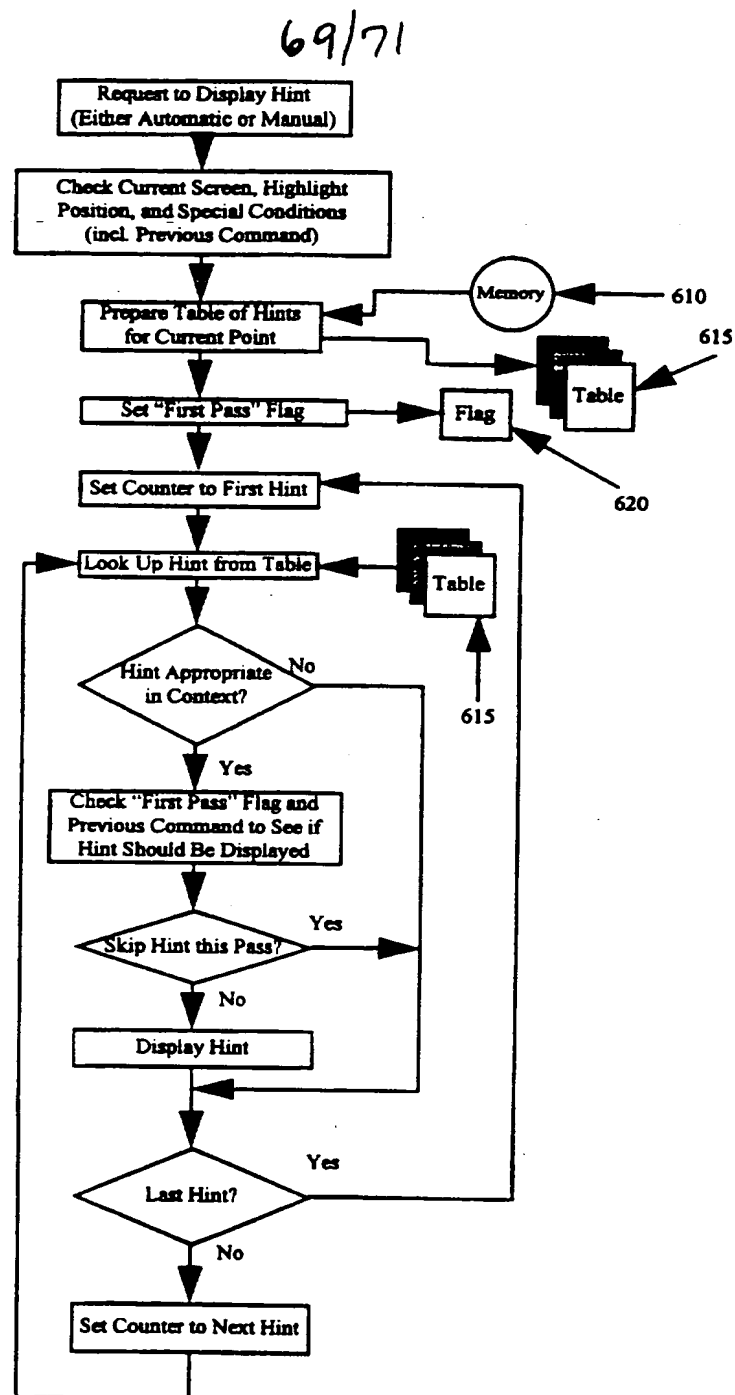 69/71
Request to Display Hint
(Either Automatic or Manual)
Check Current Screen, Highlight
Position, and Special Conditions
(incl. Previous Command)
Memory
610
Prepare Table of Hints
for Current Point
615
Table
Set "First Pass" Flag
Flag
620
Set Counter to First Hint
Look Up Hint from Table
Table
615
Hint Appropriate
in Context?
No
Yes
Check "First Pass" Flag and
Previous Command to See if
Hint Should Be Displayed
Skip Hint this Pass?
Yes
No
Display Hint
Last Hint?
Yes
No
Set Counter to Next Hint